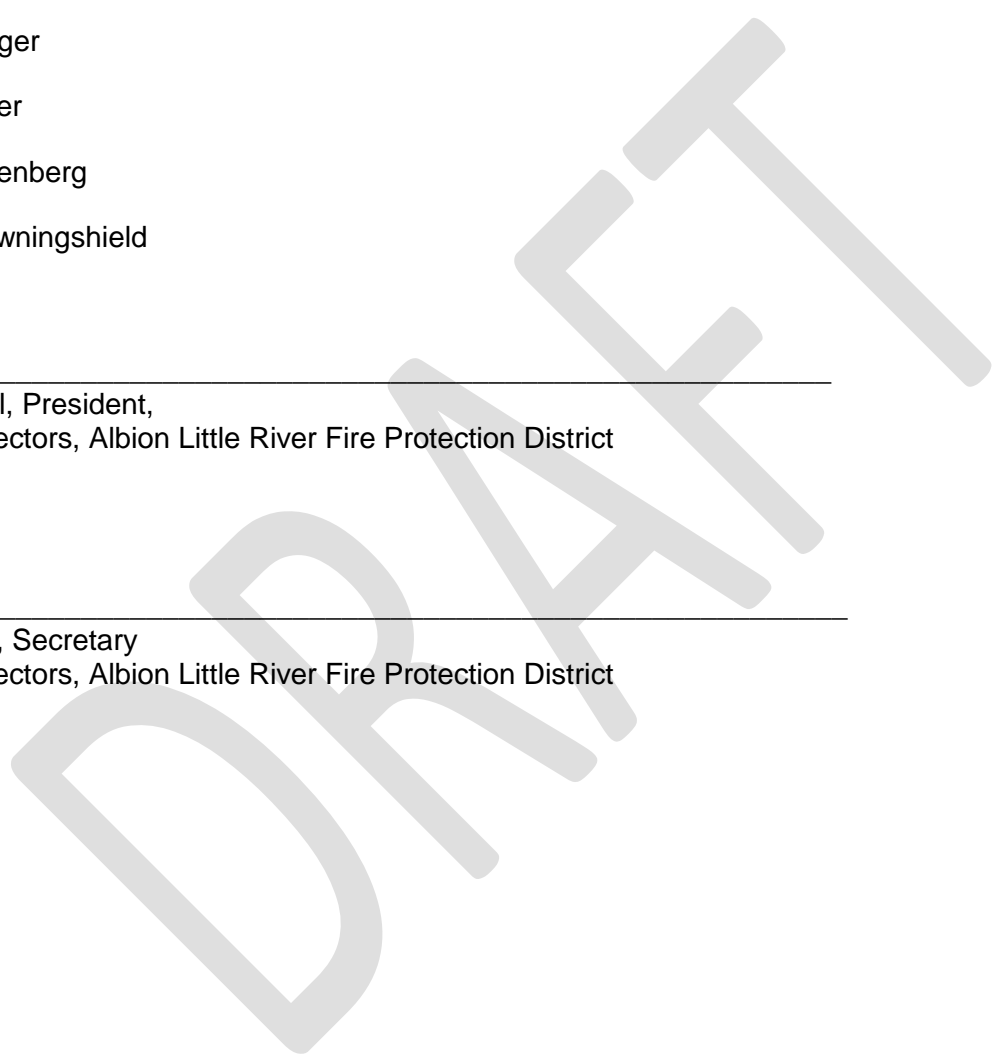 ger
er
enberg
wningshield
l, President,
ectors, Albion Little River Fire Protection District
, Secretary
ectors, Albion Little River Fire Protection District
DRAFT